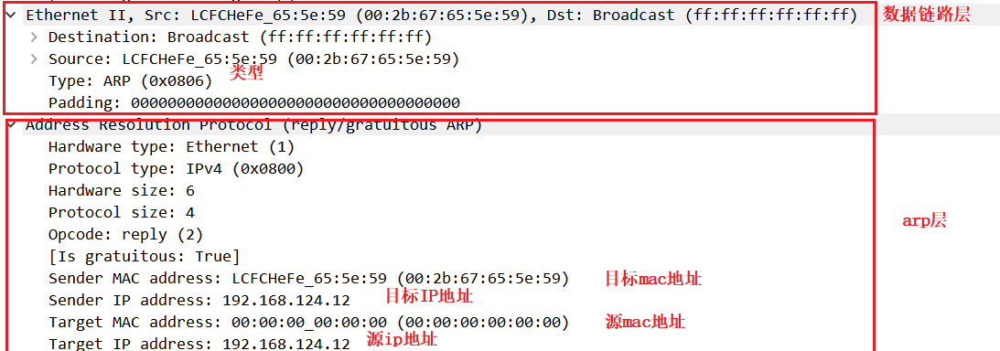 Ethernet II, Src: LCFCHeFe_65:5e:59 (00:2b:67:65:5e:59), Dst: Broadcast (ff:ff:ff:ff:ff:ff) 数据链路层
Destination: Broadcast (ff:ff:ff:ff:ff:ff)
Source: LCFCHeFe_65:5e:59 (00:2b:67:65:5e:59)
Type: ARP (0x0806) 类型
Padding: 000000000000000000000000000000000000
Address Resolution Protocol (reply/gratuitous ARP)
Hardware type: Ethernet (1)
Protocol type: IPv4 (0x0800)
Hardware size: 6
Protocol size: 4
arp层
Opcode: reply (2)
[Is gratuitous: True]
Sender MAC address: LCFCHeFe_65:5e:59 (00:2b:67:65:5e:59) 目标mac地址
Sender IP address: 192.168.124.12 目标IP地址
Target MAC address: 00:00:00_00:00:00 (00:00:00:00:00:00) 源mac地址
Target IP address: 192.168.124.12 源ip地址